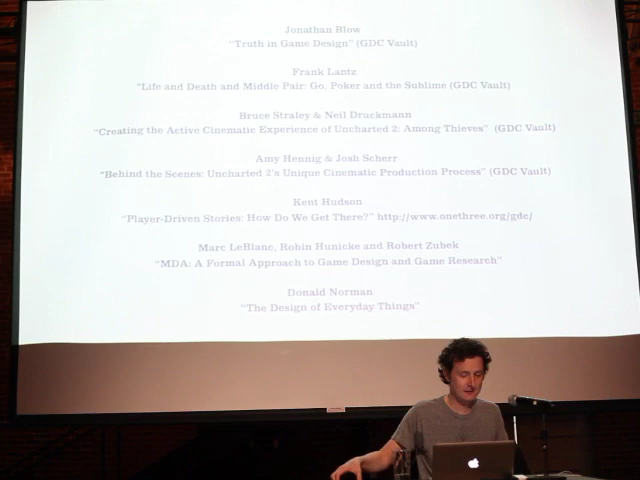 Jonathan Blow
“Truth in Game Design” (GDC Vault)
Frank Lantz
"Life and Death and Middle Pair: Go, Poker and the Sublime (GDC Vault)
Bruce Straley & Neil Druckmann
“Creating the Active Cinematic Experience of Uncharted 2: Among Thieves” (GDC Vault)
Amy Hennig & Josh Scherr
“Behind the Scenes: Uncharted 2's Unique Cinematic Production Process” (GDC Vault)
Kent Hudson
“Player-Driven Stories: How Do We Get There?” http://www.onethree.org/gdc/
Marc LeBlanc, Robin Hunicke and Robert Zubek
“MDA: A Formal Approach to Game Design and Game Research”
Donald Norman
“The Design of Everyday Things”